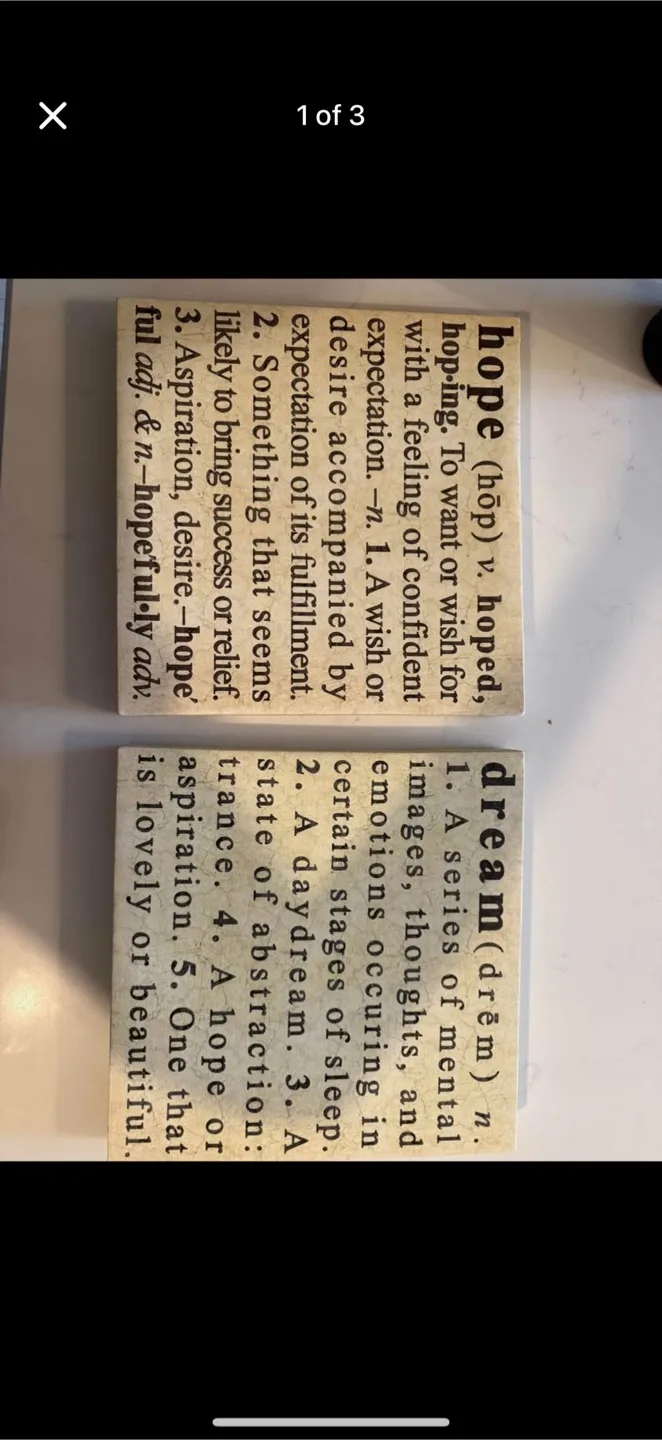 1 of 3
hope (hōp) v. hoped,
hop•ing. To want or wish for
with a feeling of confident
expectation. –n. 1. A wish or
desire accompanied by
expectation of its fulfillment.
2. Something that seems
likely to bring success or relief.
3. Aspiration, desire.–hope'
ful adj. & n.–hope'ful•ly adv.
dream (drēm) n.
1. A series of mental
images, thoughts, and
emotions occuring in
certain stages of sleep.
2. A daydream. 3. A
state of abstraction:
trance. 4. A hope or
aspiration. 5. One that
is lovely or beautiful.